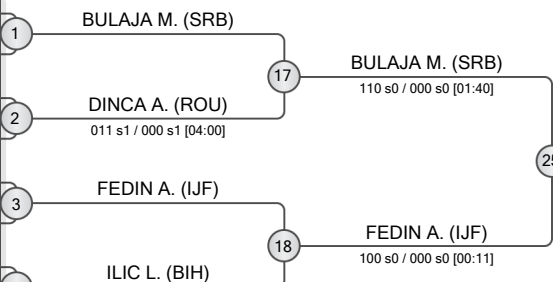 BULAJA M. (SRB)
1
17
BULAJA M. (SRB)
110 s0 / 000 s0 [01:40]
DINCA A. (ROU)
2
011 s1 / 000 s1 [04:00]
25
FEDIN A. (IJF)
3
18
FEDIN A. (IJF)
100 s0 / 000 s0 [00:11]
ILIC L. (BIH)